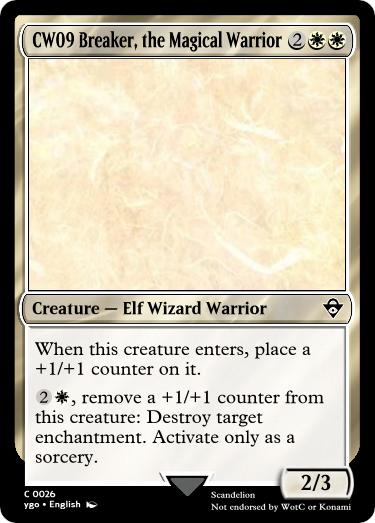 CW09 Breaker, the Magical Warrior 2
Creature — Elf Wizard Warrior
When this creature enters, place a
+1/+1 counter on it.
2, remove a +1/+1 counter from
this creature: Destroy target
enchantment. Activate only as a
sorcery.
2/3
C 0026
ygo • English
Scandelion
Not endorsed by WotC or Konami